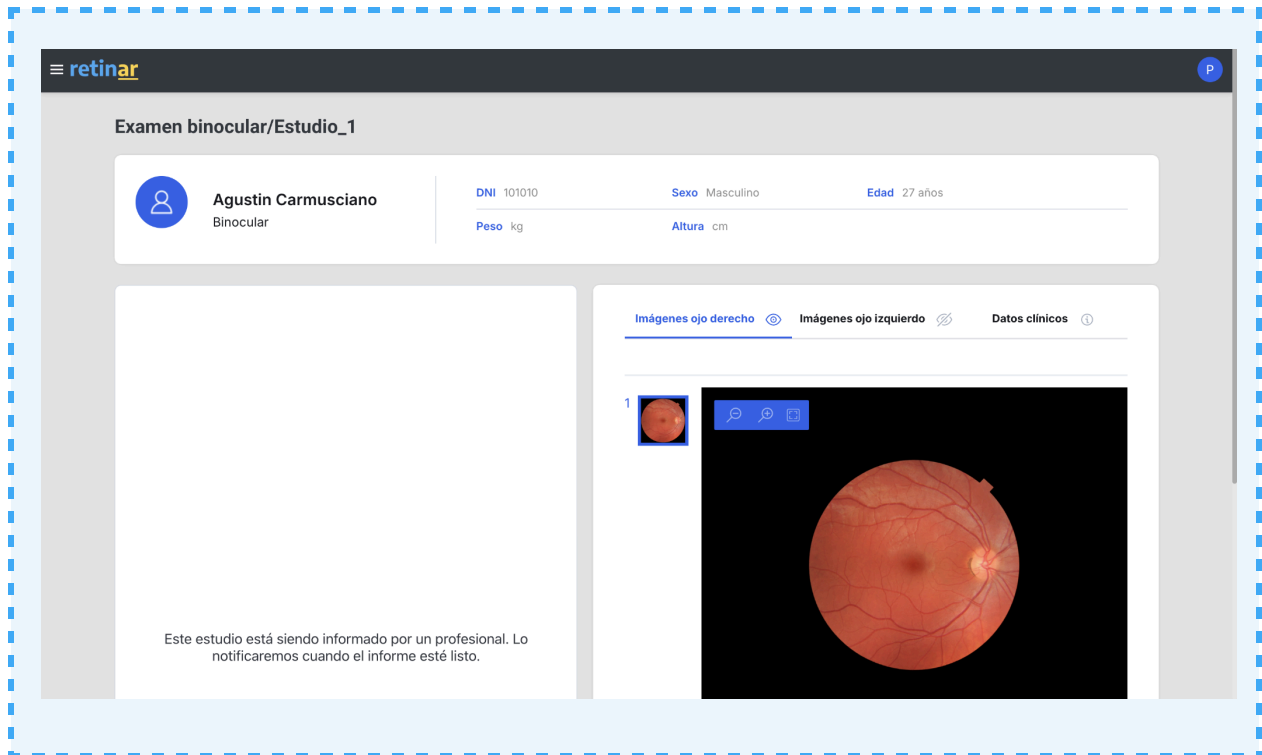 retinar
P
Examen binocular/Estudio_1
Agustin Carmusciano
Binocular
DNI 101010
Sexo Masculino
Edad 27 años
Peso kg
Altura cm
Imágenes ojo derecho
Imágenes ojo izquierdo
Datos clínicos
1
Este estudio está siendo informado por un profesional. Lo
notificaremos cuando el informe esté listo.